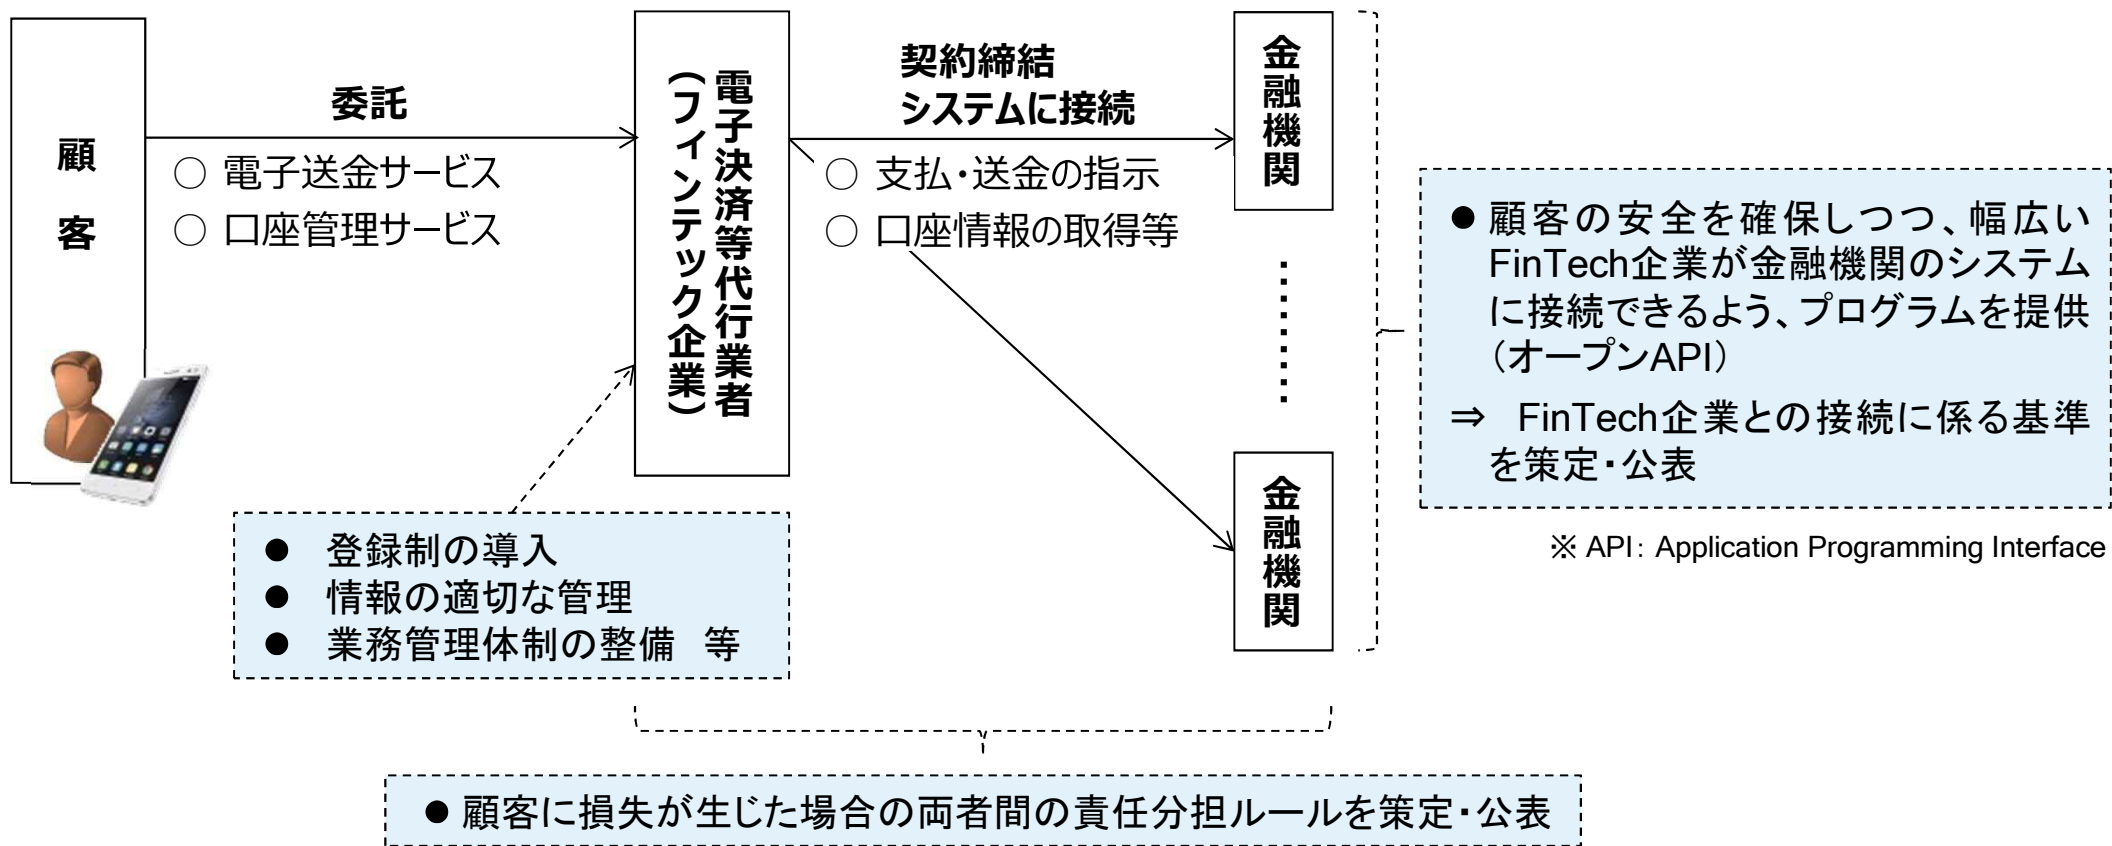 顧客
委託
○ 電子送金サービス
○ 口座管理サービス
電子決済等代行業者
（フィンテック企業）
契約締結
システムに接続
○ 支払・送金の指示
○ 口座情報の取得等
金融機関
金融機関
● 顧客の安全を確保しつつ、幅広い
FinTech企業が金融機関のシステム
に接続できるよう、プログラムを提供
（オープンAPI）
⇒ FinTech企業との接続に係る基準
を策定・公表
※ API： Application Programming Interface
● 登録制の導入
● 情報の適切な管理
● 業務管理体制の整備 等
● 顧客に損失が生じた場合の両者間の責任分担ルールを策定・公表